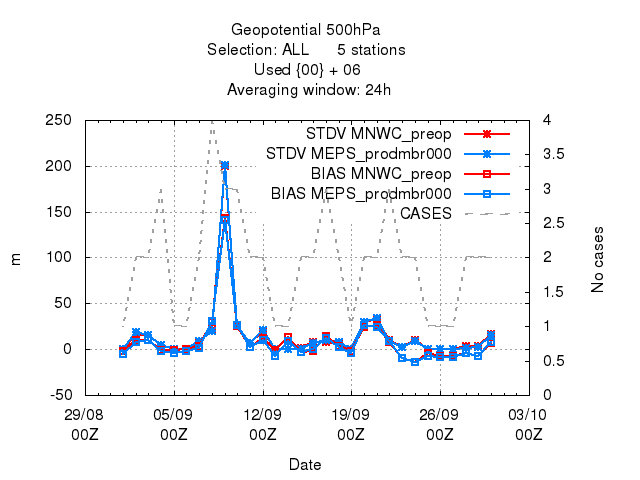 Geopotential 500hPa
Selection: ALL 5 stations
Used {00} + 06
Averaging window: 24h
250
200
150
100
50
0
-50
m
4
3.5
3
2.5
2
1.5
1
0.5
0
No cases
STDV MNWC_preop
STDV MEPS_prodmbr000
BIAS MNWC_preop
BIAS MEPS_prodmbr000
CASES
29/08 05/09 12/09 19/09 26/09 03/10
00Z 00Z 00Z 00Z 00Z 00Z
Date